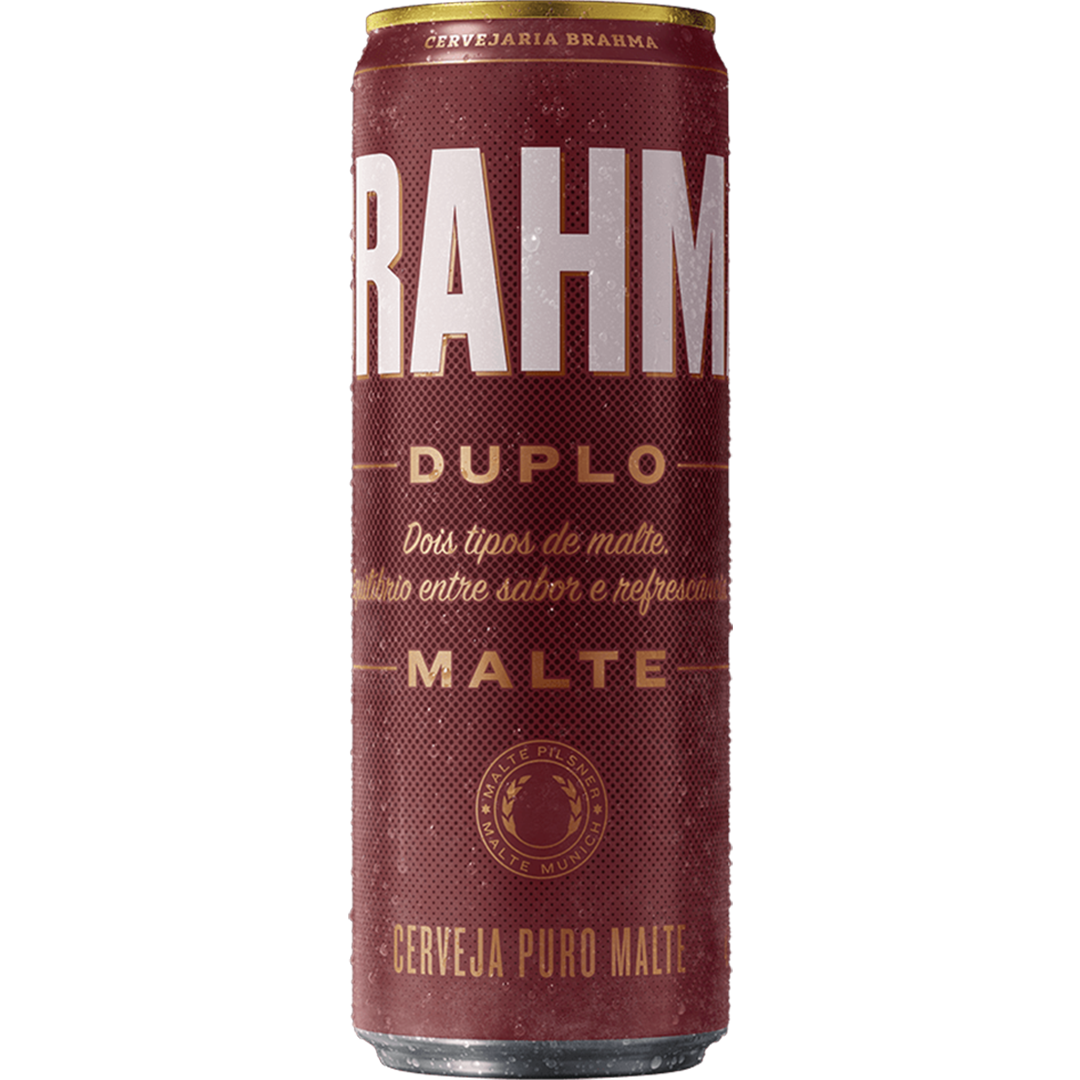 CERVEJARIA BRAHMA
RAHM
DUPLO
Dois tipos de malte.
entre sabor e
MALTE
MALTE PILSNER
MALTE MUNICH
CERVEJA PURO MALTE